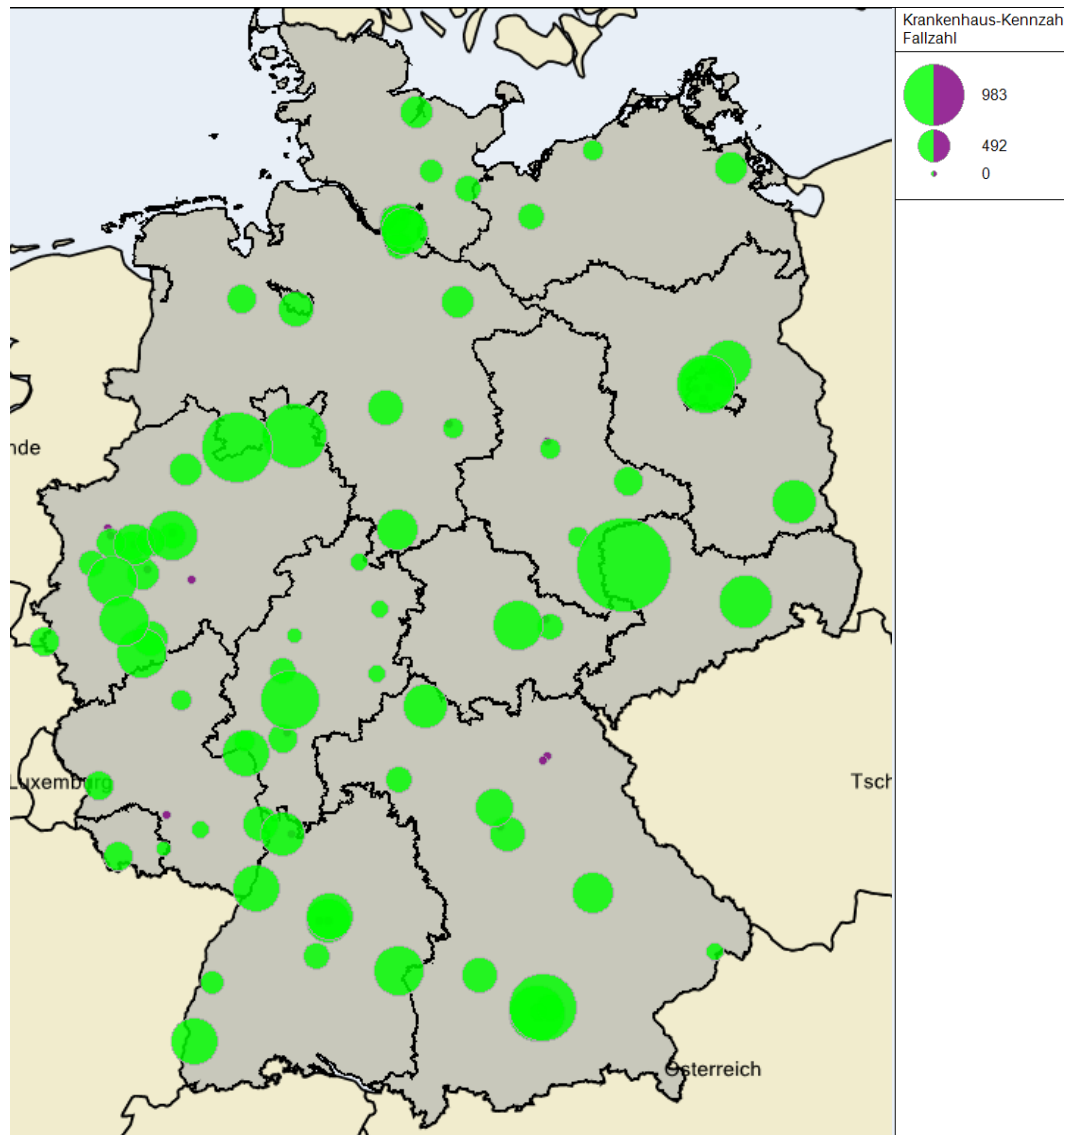 Krankenhaus-Kennzah
Fallzahl
983
492
0
nde
Luxemburg
Tsch
Österreich